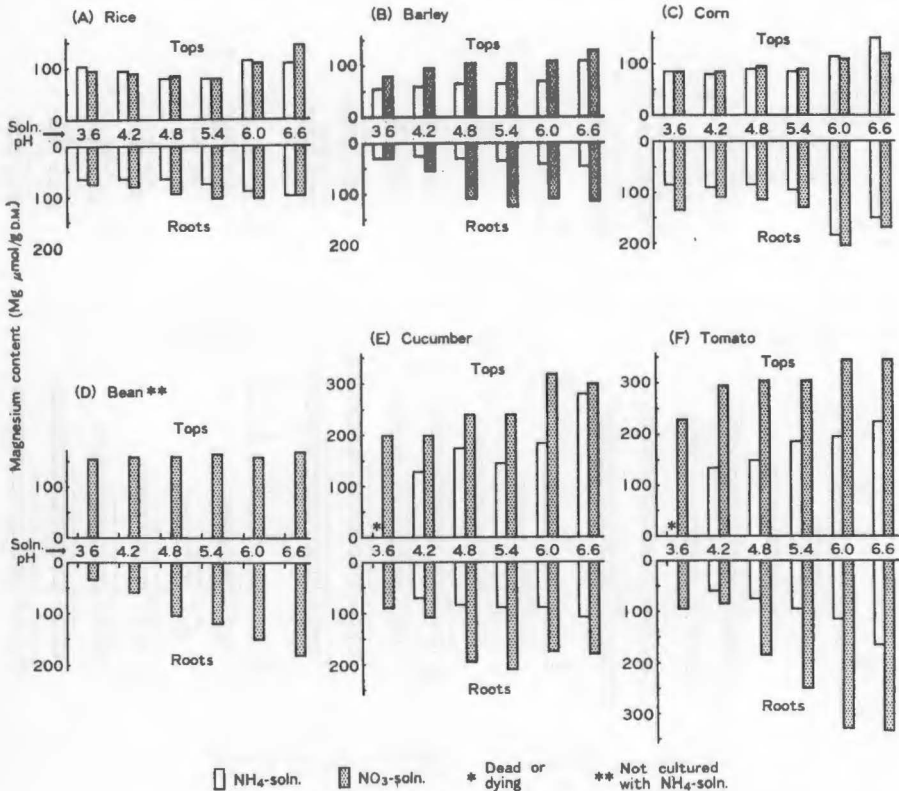 (A) Rice
(B) Barley
(C) Corn
Tops
Tops
Tops
100
100
100
0
0
0
Soln. pH → 3.6 4.2 4.8 5.4 6.0 6.6
3.6 4.2 4.8 5.4 6.0 6.6
3.6 4.2 4.8 5.4 6.0 6.6
0
0
0
100
100
100
Roots
Roots
Roots
200
200
200
Magnesium content (Mg μmol/g D.M.)
(D) Bean **
(E) Cucumber
(F) Tomato
Tops
Tops
Tops
300
300
200
200
100
100
100
0
0
0
*
*
Soln. pH → 3.6 4.2 4.8 5.4 6.0 6.6
3.6 4.2 4.8 5.4 6.0 6.6
3.6 4.2 4.8 5.4 6.0 6.6
0
0
0
100
100
100
200
200
200
300
Roots
Roots
Roots
NH₄-soln.
NO₃-soln.
* Dead or dying
** Not cultured with NH₄-soln.